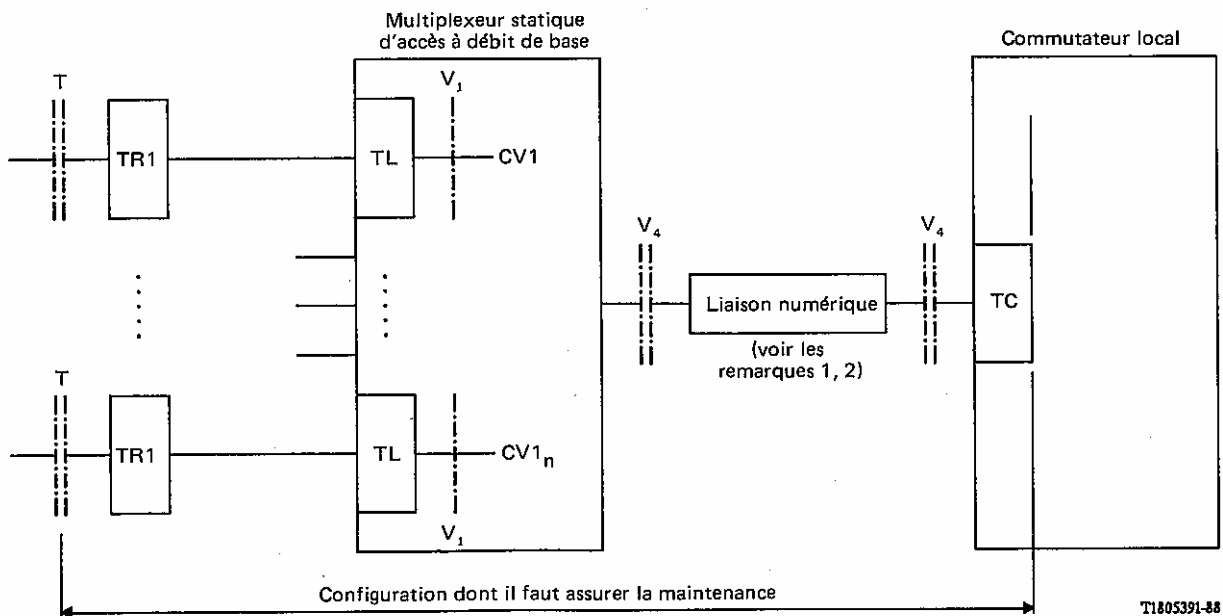 Multiplexeur statique
d'accès à débit de base
Commutateur local
T
V₁
TR1
TL
CV1
V₄
V₄
Liaison numérique
TC
(voir les
remarques 1, 2)
T
TR1
TL
CV1ₙ
V₁
Configuration dont il faut assurer la maintenance
T1805391-88